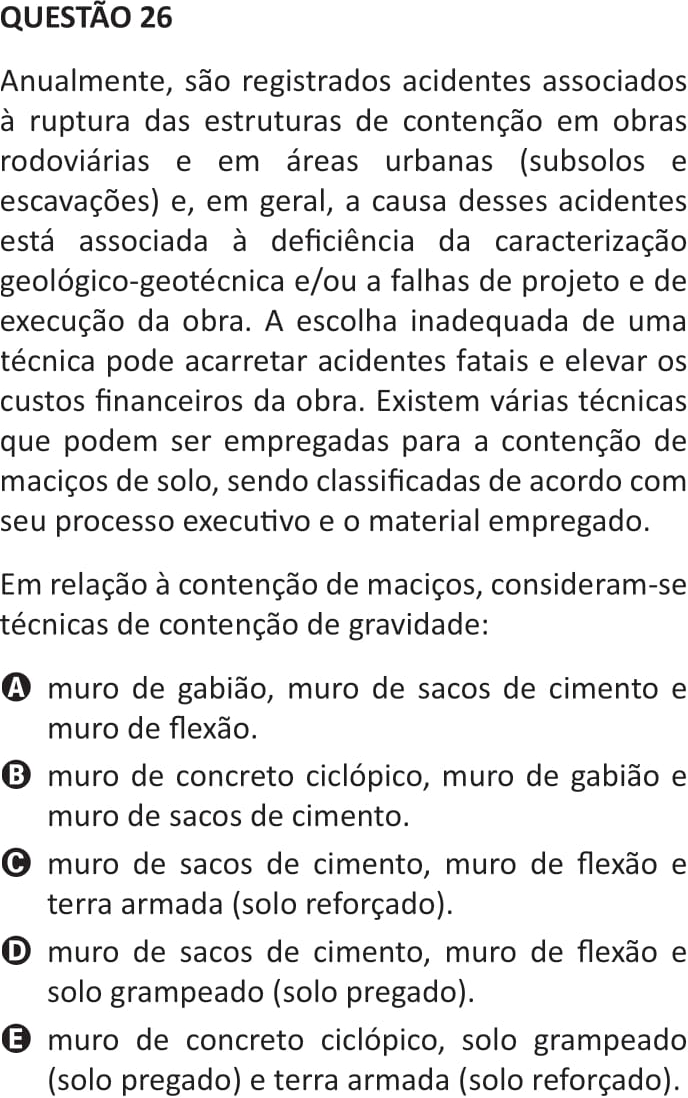 QUESTÃO 26
Anualmente, são registrados acidentes associados
à ruptura das estruturas de contenção em obras
rodoviárias e em áreas urbanas (subsolos e
escavações) e, em geral, a causa desses acidentes
está associada à deficiência da caracterização
geológico-geotécnica e/ou a falhas de projeto e de
execução da obra. A escolha inadequada de uma
técnica pode acarretar acidentes fatais e elevar os
custos financeiros da obra. Existem várias técnicas
que podem ser empregadas para a contenção de
maciços de solo, sendo classificadas de acordo com
seu processo executivo e o material empregado.
Em relação à contenção de maciços, consideram-se
técnicas de contenção de gravidade:
A muro de gabião, muro de sacos de cimento e
muro de flexão.
B muro de concreto ciclópico, muro de gabião e
muro de sacos de cimento.
C muro de sacos de cimento, muro de flexão e
terra armada (solo reforçado).
D muro de sacos de cimento, muro de flexão e
solo grampeado (solo pregado).
E muro de concreto ciclópico, solo grampeado
(solo pregado) e terra armada (solo reforçado).